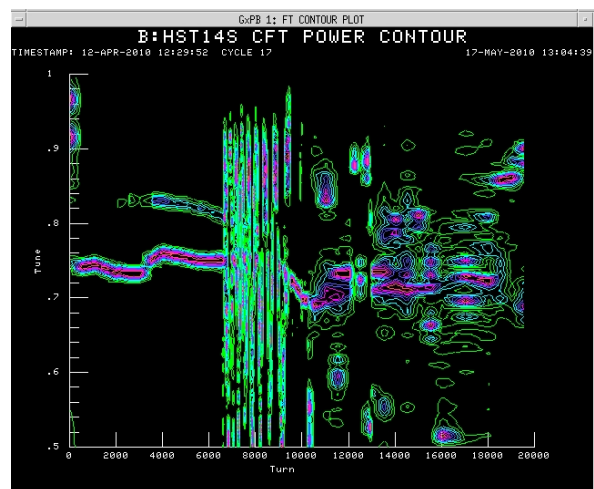 GxPB 1: FT CONTOUR PLOT
B:HST14S CFT POWER CONTOUR
TIMESTAMP: 12-APR-2010 12:29:52 CYCLE 17 17-MAY-2010 13:04:39
1
.9
.8
Tune
.7
.6
.5
0 2000 4000 6000 8000 10000 12000 14000 16000 18000 20000
Turn